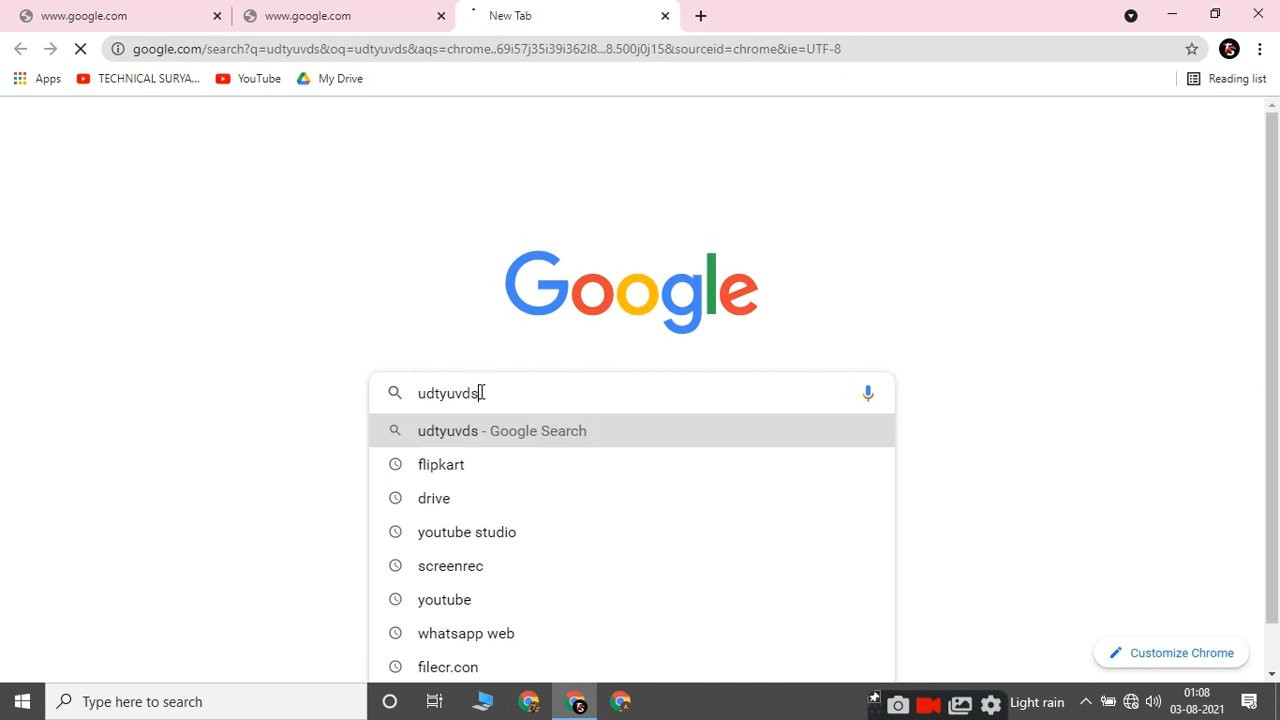 www.google.com
www.google.com
New Tab
google.com/search?q=udtyuvds&oq=udtyuvds&aqs=chrome..69i57j35i39i362l8...8.500j0j15&sourceid=chrome&ie=UTF-8
Apps
TECHNICAL SURYA...
YouTube
My Drive
Reading list
Google
udtyuvds
udtyuvds - Google Search
flipkart
drive
youtube studio
screenrec
youtube
whatsapp web
filecr.con
Customize Chrome
Type here to search
Light rain
01:08
03-08-2021